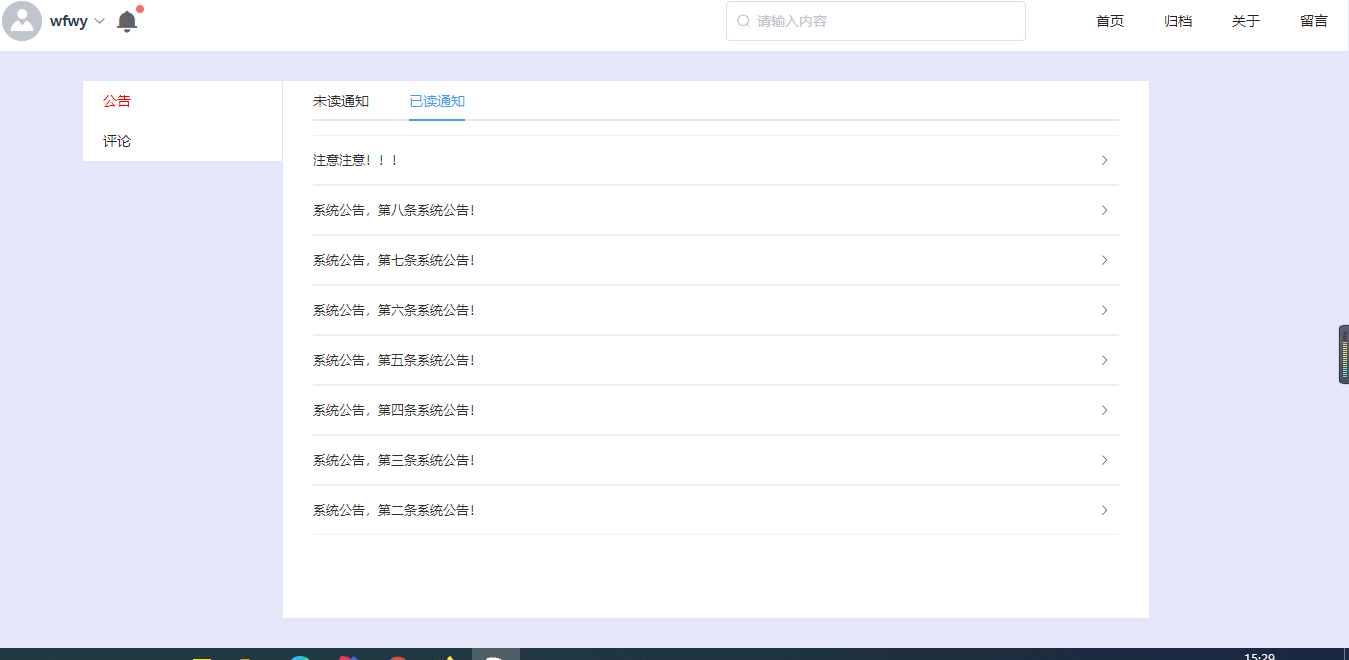 wfwy
请输入内容
首页 归档 关于 留言
公告
评论
未读通知 已读通知
注意注意！！！
系统公告，第八条系统公告！
系统公告，第七条系统公告！
系统公告，第六条系统公告！
系统公告，第五条系统公告！
系统公告，第四条系统公告！
系统公告，第三条系统公告！
系统公告，第二条系统公告！
15:29